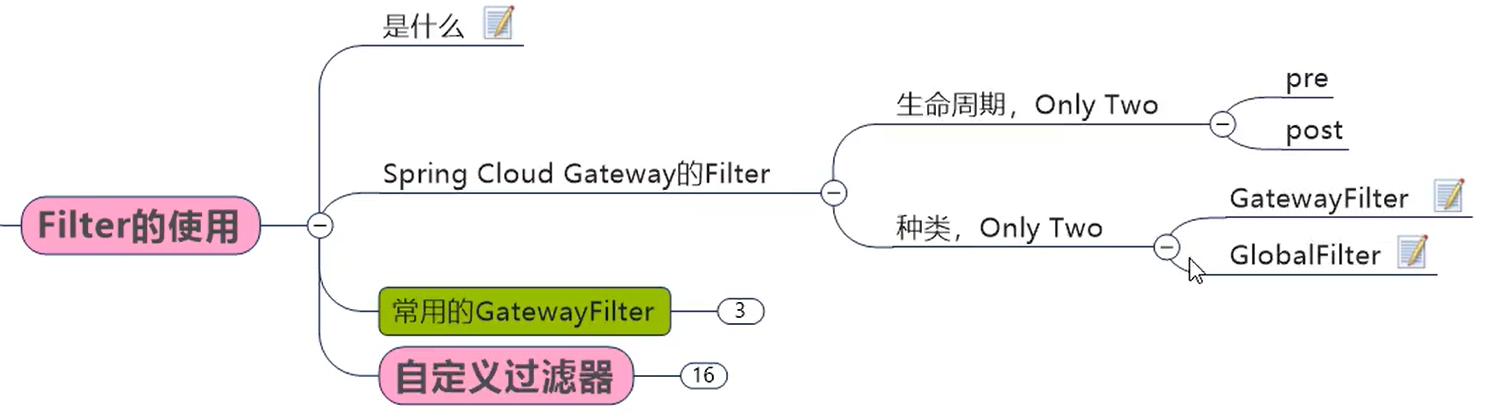 Filter的使用
是什么
Spring Cloud Gateway的Filter
生命周期，Only Two
pre
post
种类，Only Two
GatewayFilter
GlobalFilter
常用的GatewayFilter
3
自定义过滤器
16